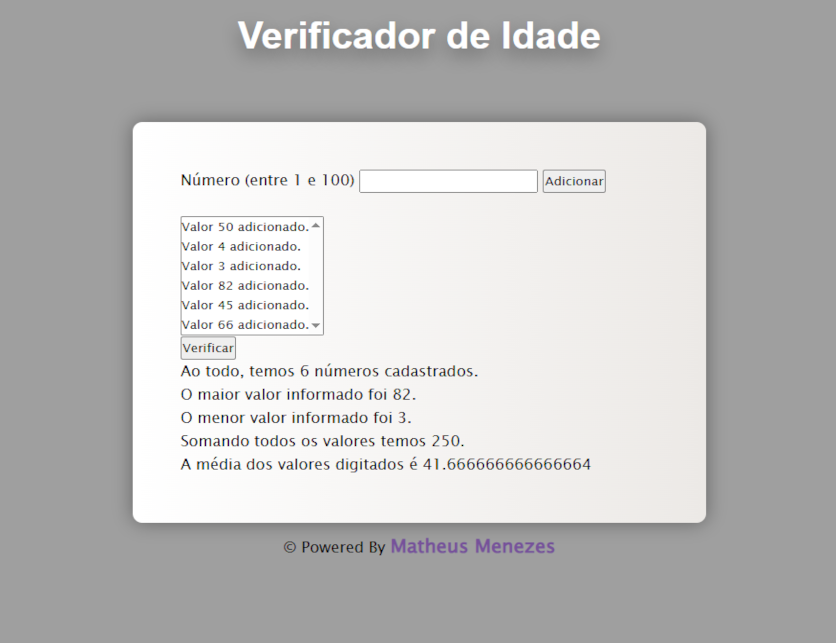 Verificador de Idade
Número (entre 1 e 100) Adicionar
Valor 50 adicionado.
Valor 4 adicionado.
Valor 3 adicionado.
Valor 82 adicionado.
Valor 45 adicionado.
Valor 66 adicionado.
Verificar
Ao todo, temos 6 números cadastrados.
O maior valor informado foi 82.
O menor valor informado foi 3.
Somando todos os valores temos 250.
A média dos valores digitados é 41.666666666666664
© Powered By Matheus Menezes